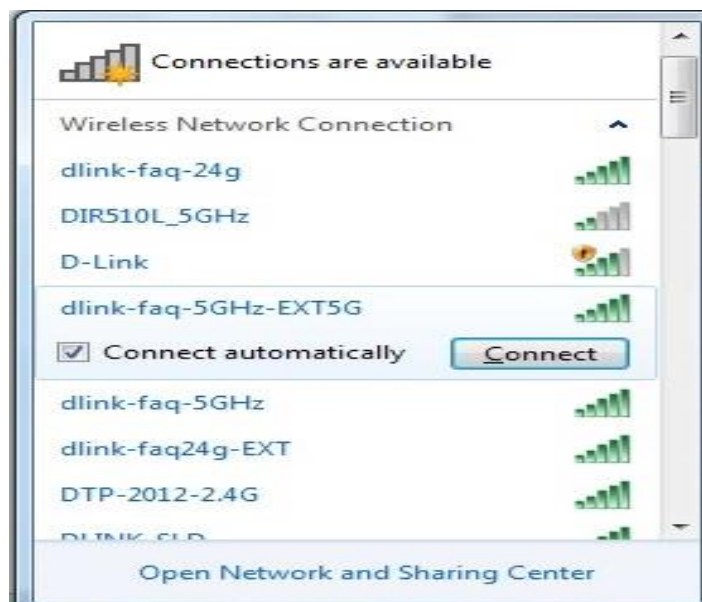 Connections are available
Wireless Network Connection
dlink-faq-24g
DIR510L_5GHz
D-Link
dlink-faq-5GHz-EXT5G
Connect automatically Connect
dlink-faq-5GHz
dlink-faq24g-EXT
DTP-2012-2.4G
Open Network and Sharing Center